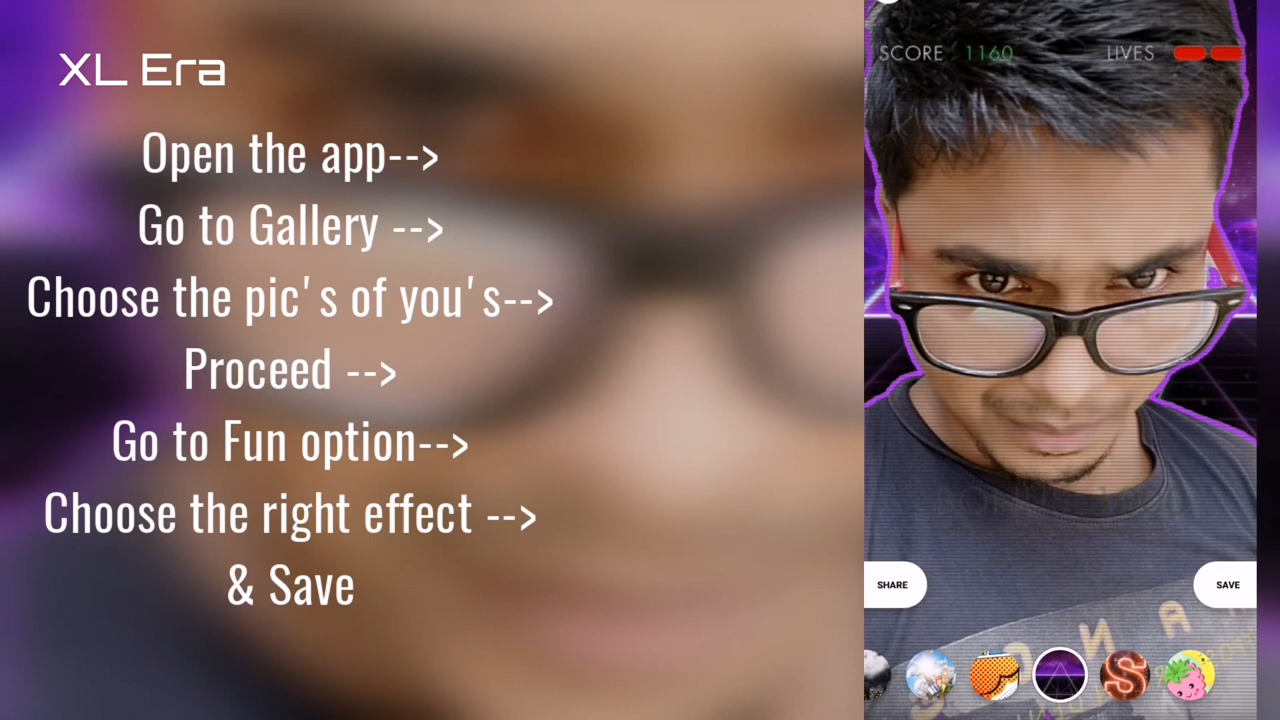 XL Era
Open the app-->
Go to Gallery -->
Choose the pic's of you's-->
Proceed -->
Go to Fun option-->
Choose the right effect -->
& Save
SCORE 1160 LIVES
SHARE
SAVE